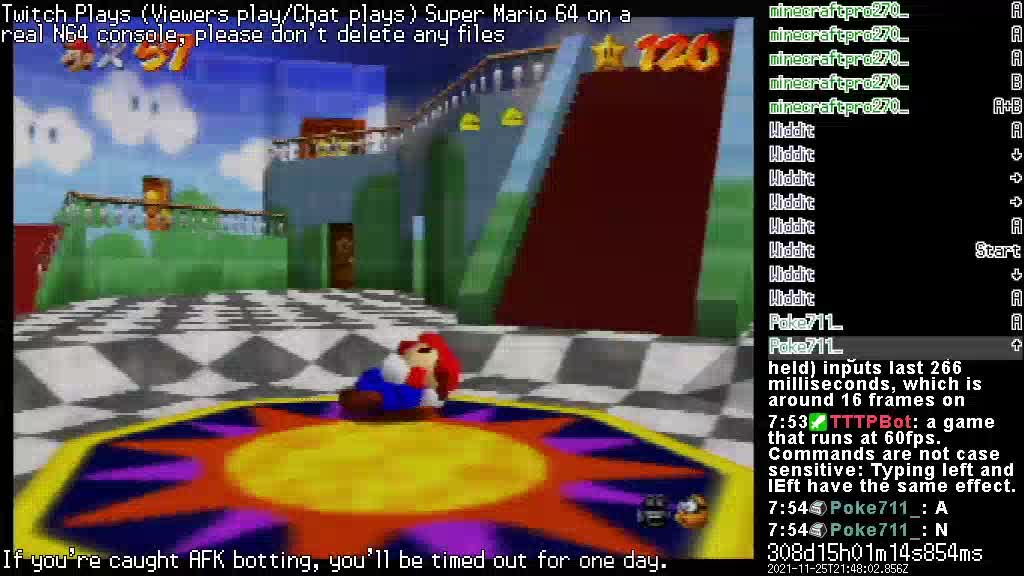 Twitch Plays (Viewers play/Chat plays) Super Mario 64 on a
real N64 console, please don't delete any files
× 57
120
minecraftpro270_ A
minecraftpro270_ A
minecraftpro270_ A
minecraftpro270_ B
minecraftpro270_ A+B
Widdit A
Widdit ↓
Widdit →
Widdit →
Widdit A
Widdit Start
Widdit ↓
Widdit A
Poke711_ A
Poke711_ ↑
held) inputs last 266
milliseconds, which is
around 16 frames on
7:53 TTTPBot: a game
that runs at 60fps.
Commands are not case
sensitive: Typing left and
lEft have the same effect.
7:54 Poke711_: A
7:54 Poke711_: N
308d15h01m14s854ms
2021-11-25T21:48:02.856Z
If you're caught AFK botting, you'll be timed out for one day.